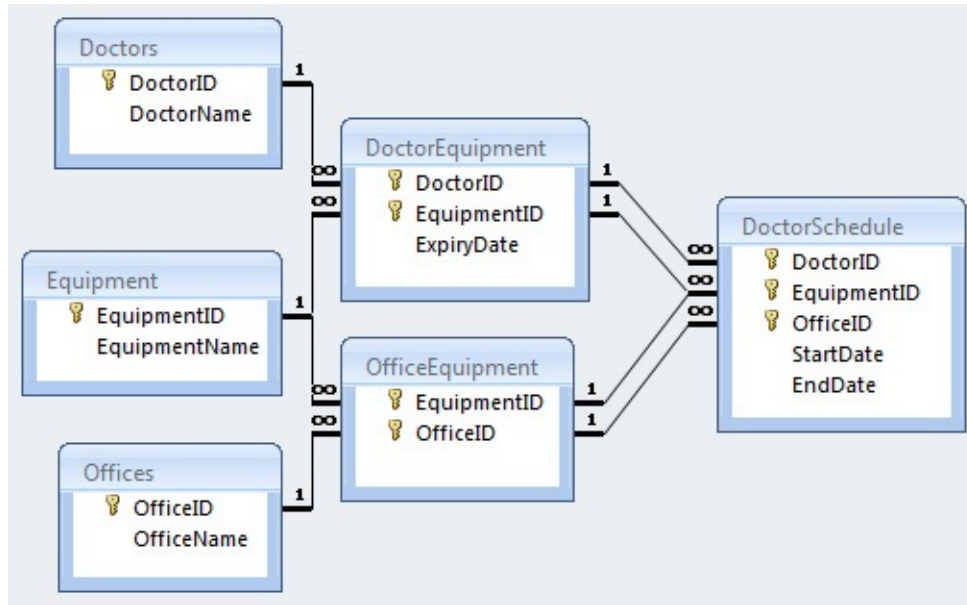 Doctors
DoctorID
DoctorName
1
∞
DoctorEquipment
DoctorID
EquipmentID
ExpiryDate
∞
1
1
DoctorSchedule
DoctorID
EquipmentID
OfficeID
StartDate
EndDate
∞
∞
∞
Equipment
EquipmentID
EquipmentName
1
OfficeEquipment
EquipmentID
OfficeID
∞
∞
1
1
Offices
OfficeID
OfficeName
1